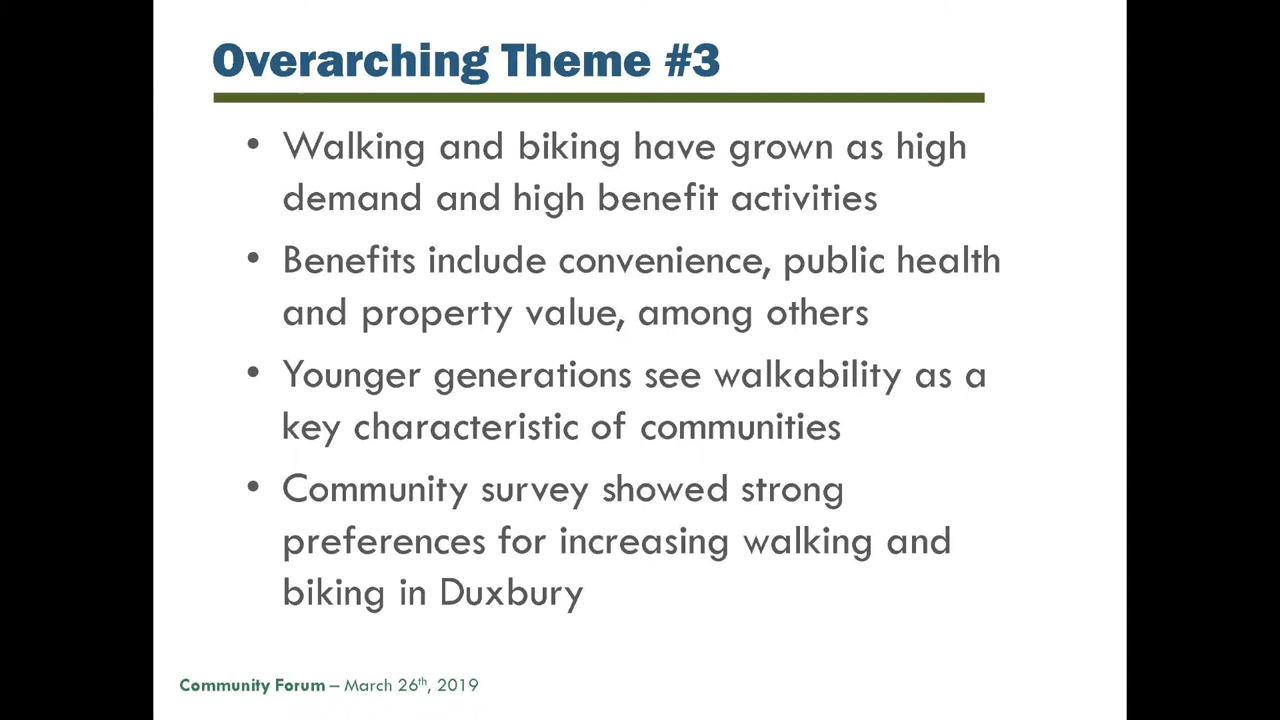 Overarching Theme #3
• Walking and biking have grown as high
demand and high benefit activities
• Benefits include convenience, public health
and property value, among others
• Younger generations see walkability as a
key characteristic of communities
• Community survey showed strong
preferences for increasing walking and
biking in Duxbury
Community Forum – March 26th, 2019